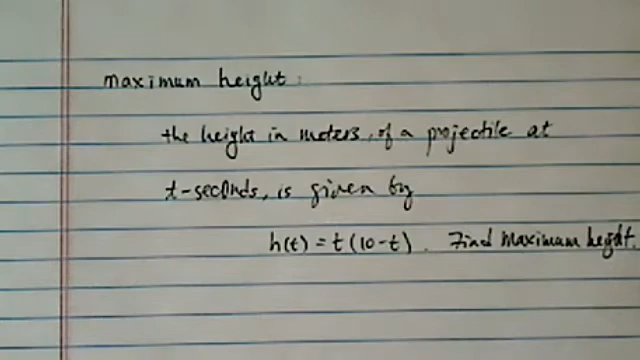 maximum height:
the height in meters, of a projectile at
t-seconds, is given by
h(t) = t(10-t). Find maximum height.